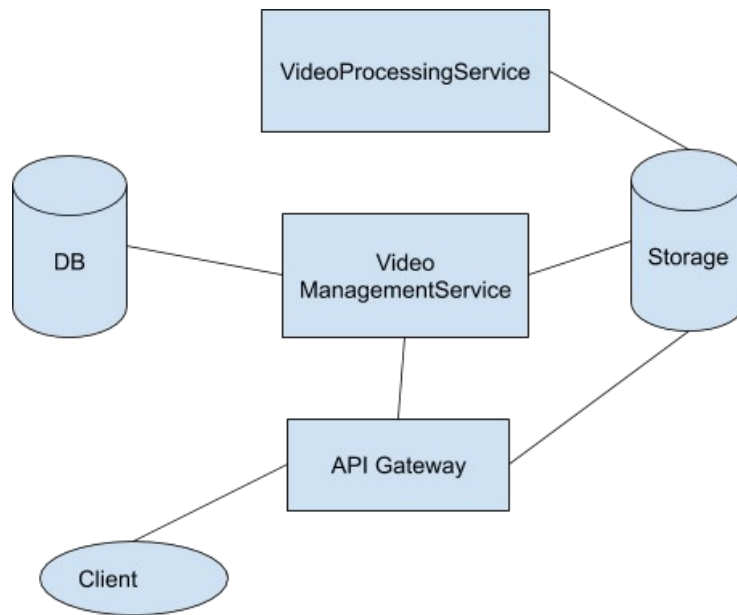 VideoProcessingService
DB
Video
ManagementService
Storage
API Gateway
Client